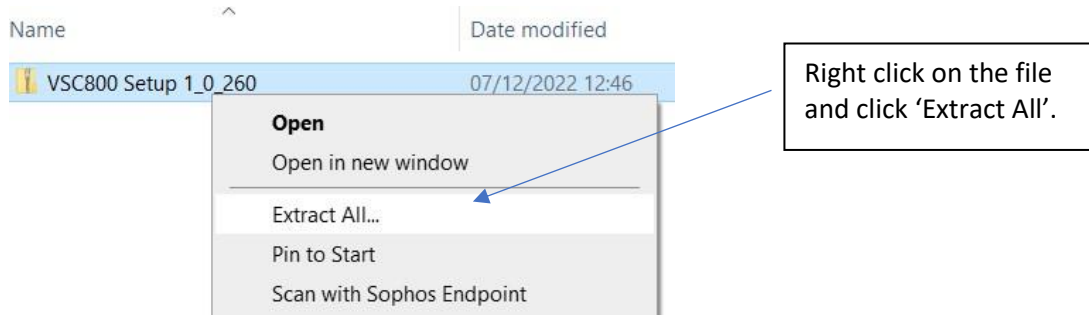 Name Date modified
VSC800 Setup 1_0_260 07/12/2022 12:46
Right click on the file
and click ‘Extract All’.
Open
Open in new window
Extract All...
Pin to Start
Scan with Sophos Endpoint